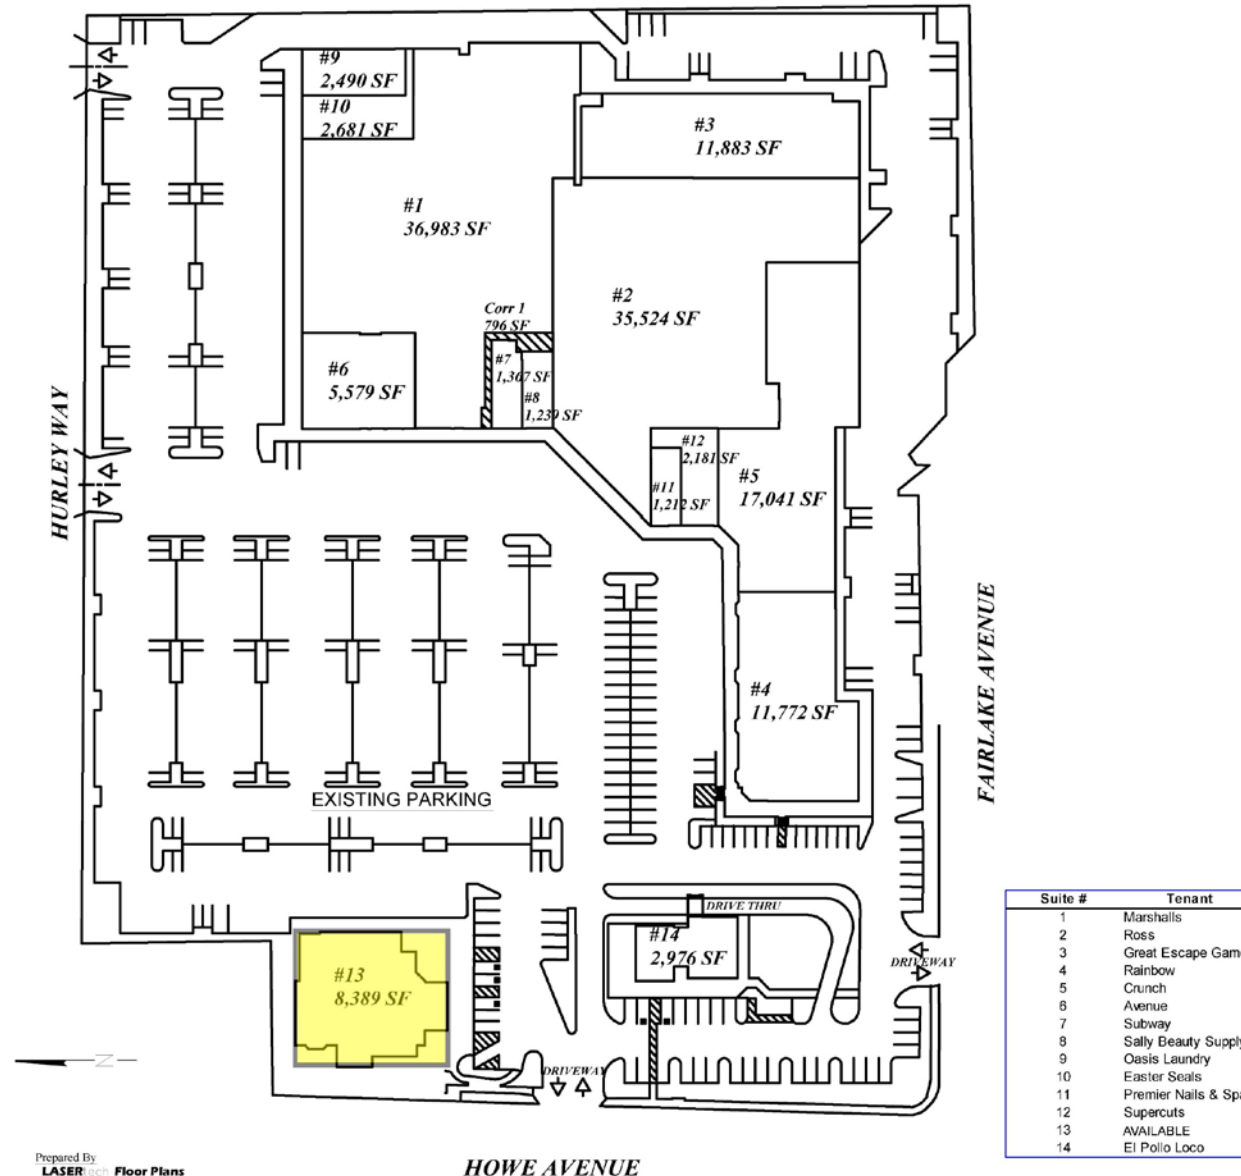 #9
2,490 SF
#10
2,681 SF
#3
11,883 SF
#1
36,983 SF
#2
35,524 SF
Corr 1
796 SF
#6
5,579 SF
#7
1,307 SF
#8
1,239 SF
#12
2,181 SF
#11
1,212 SF
#5
17,041 SF
HURLEY WAY
FAIRLAKE AVENUE
#4
11,772 SF
EXISTING PARKING
DRIVE THRU
#14
2,976 SF
DRIVEWAY
#13
8,389 SF
N
DRIVEWAY
HOWE AVENUE
Suite # Tenant
1 Marshalls
2 Ross
3 Great Escape Game
4 Rainbow
5 Crunch
6 Avenue
7 Subway
8 Sally Beauty Supply
9 Oasis Laundry
10 Easter Seals
11 Premier Nails & Spa
12 Supercuts
13 AVAILABLE
14 El Pollo Loco
Prepared By
LASERtech Floor Plans